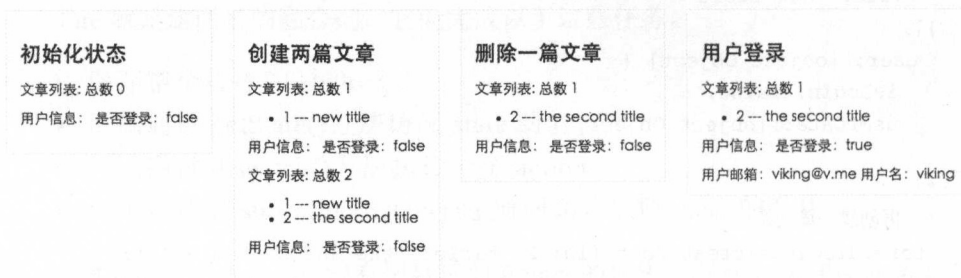 初始化状态
文章列表: 总数 0
用户信息： 是否登录：false
创建两篇文章
文章列表: 总数 1
• 1 --- new title
用户信息： 是否登录：false
文章列表: 总数 2
• 1 --- new title
• 2 --- the second title
用户信息： 是否登录：false
删除一篇文章
文章列表: 总数 1
• 2 --- the second title
用户信息： 是否登录：false
用户登录
文章列表: 总数 1
• 2 --- the second title
用户信息： 是否登录：true
用户邮箱：viking@v.me 用户名：viking